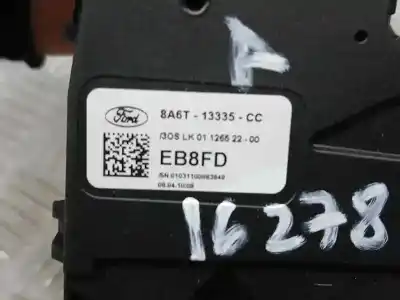 A
Ford
8A6T - 13335 - CC
/3OS LK 01 1265 22 - 00
EB8FD
16278